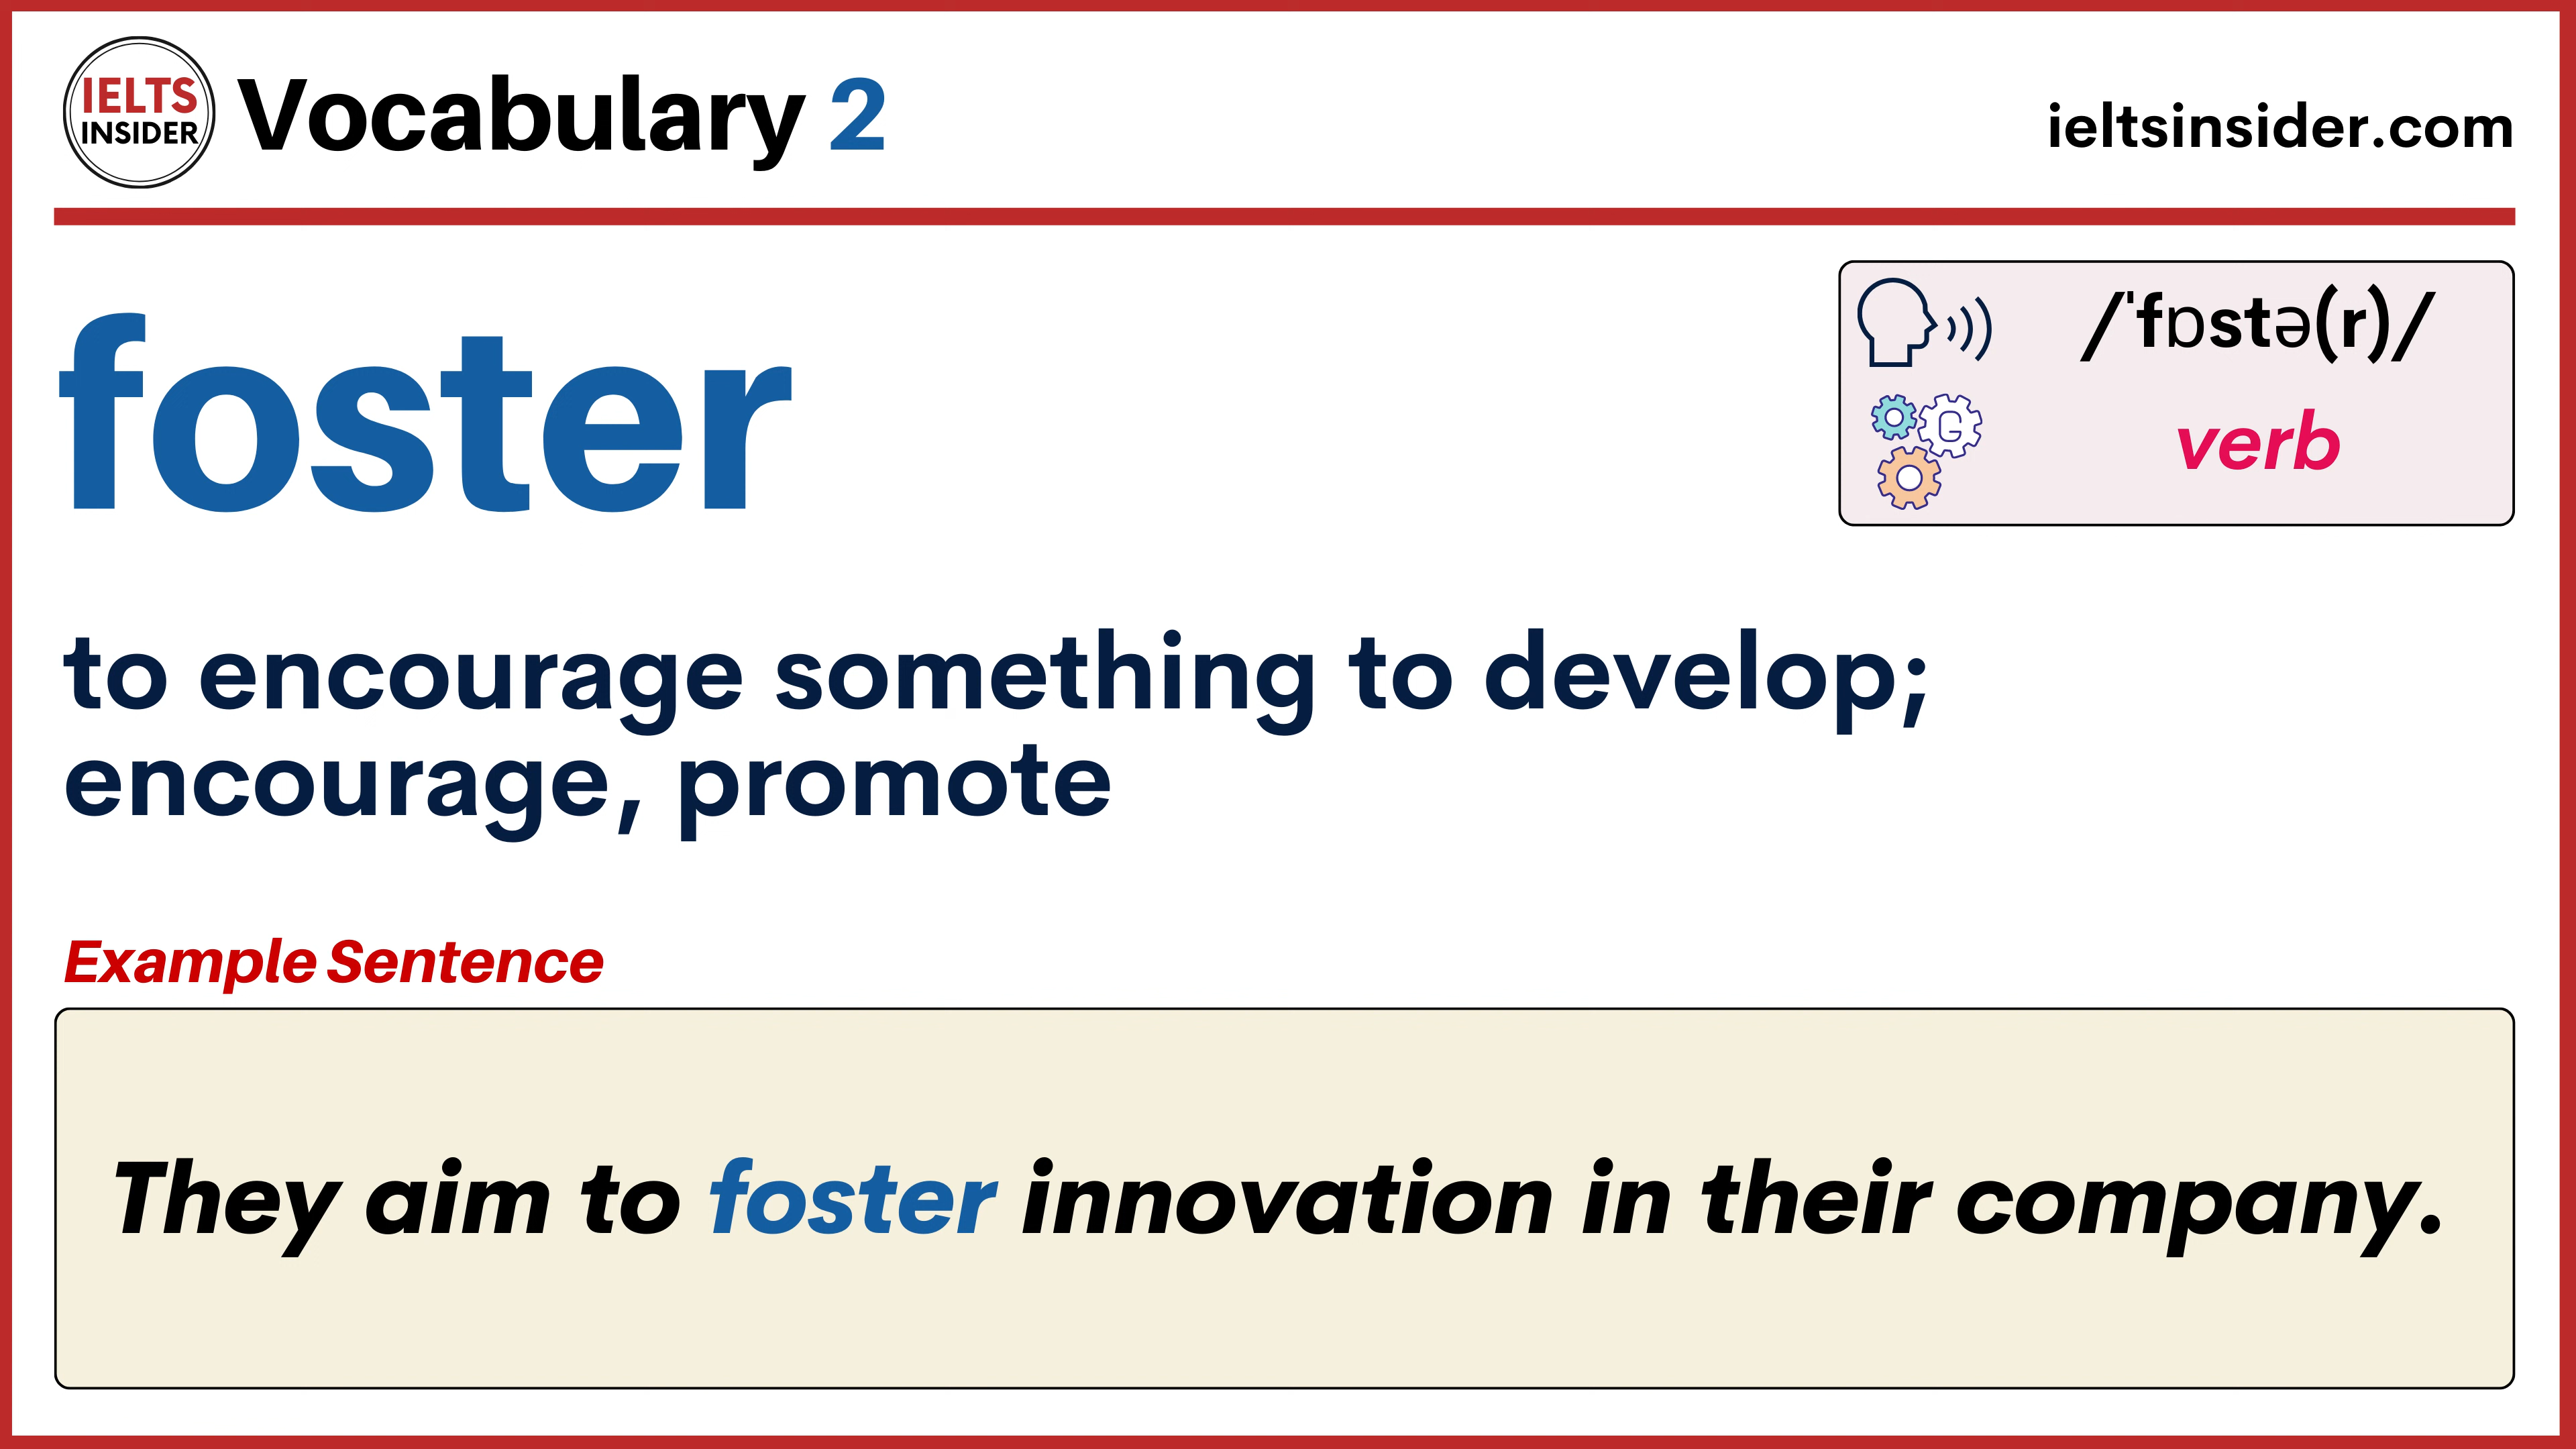 IELTS
INSIDER
Vocabulary 2
ieltsinsider.com
foster
/ˈfɒstə(r)/
G
verb
to encourage something to develop;
encourage, promote
Example Sentence
They aim to foster innovation in their company.